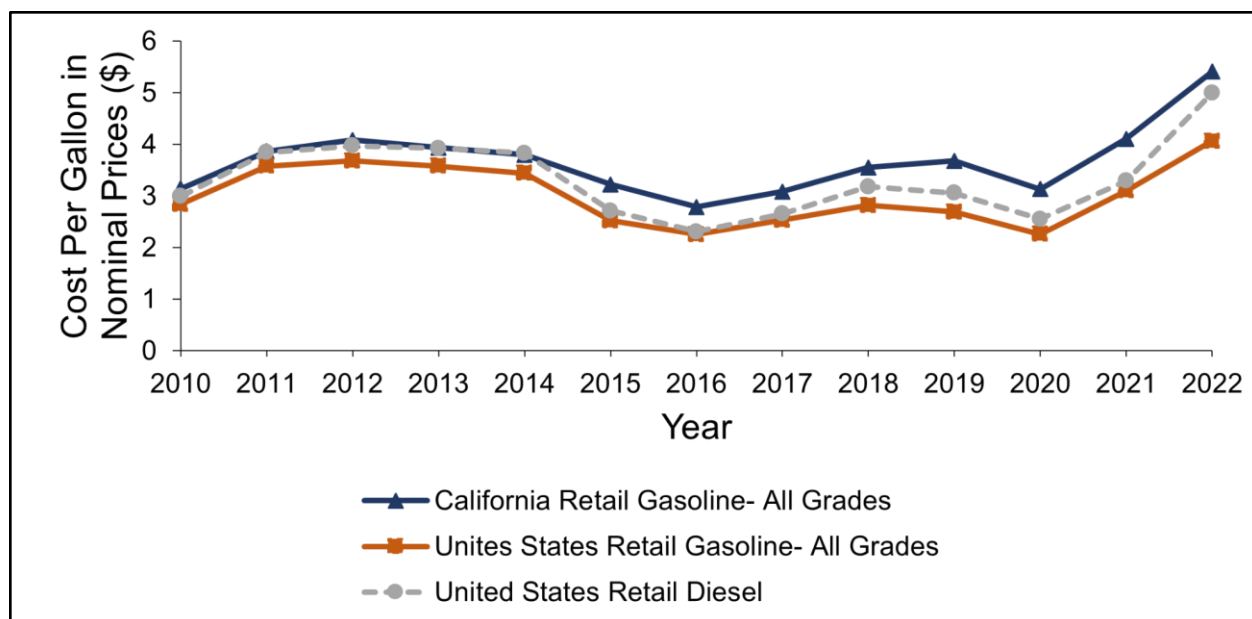 Cost Per Gallon in
Nominal Prices ($)
6
5
4
3
2
1
0
2010 2011 2012 2013 2014 2015 2016 2017 2018 2019 2020 2021 2022
Year
California Retail Gasoline- All Grades
Unites States Retail Gasoline- All Grades
United States Retail Diesel